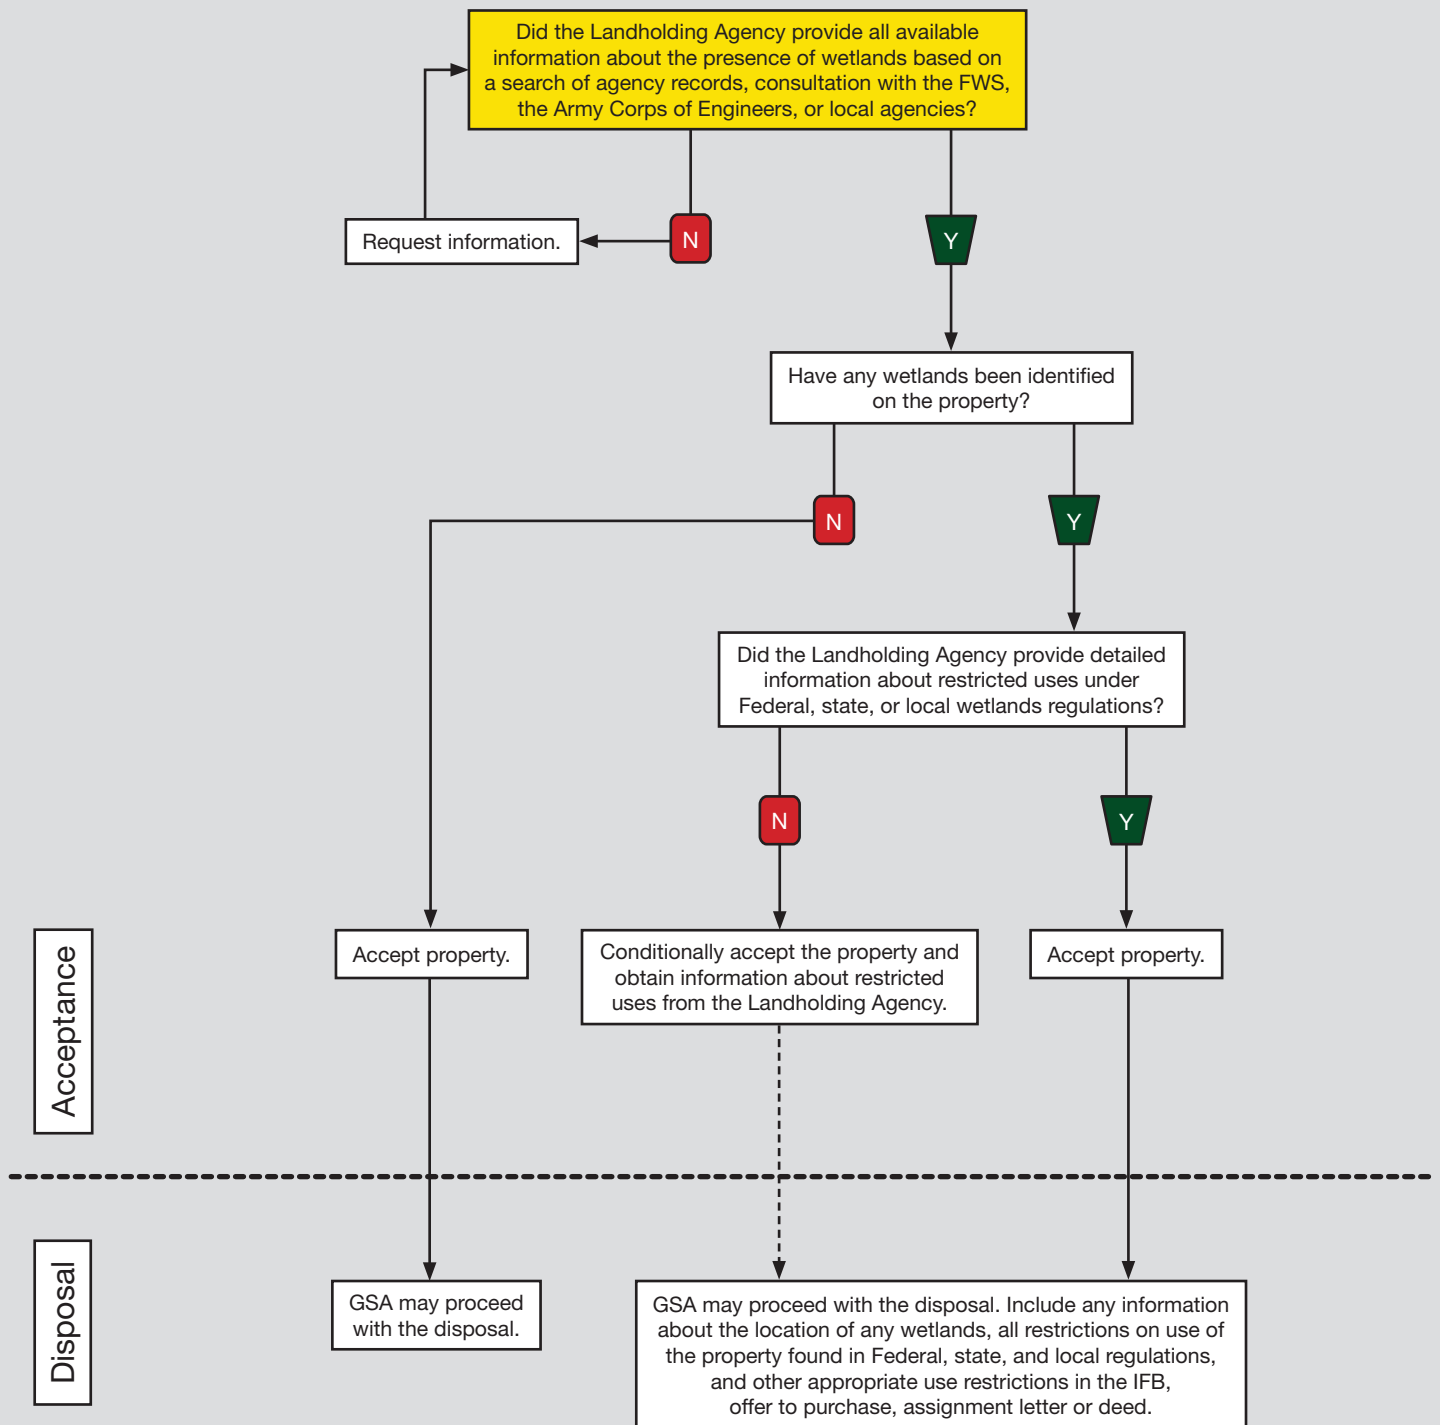 Did the Landholding Agency provide all available
information about the presence of wetlands based on
a search of agency records, consultation with the FWS,
the Army Corps of Engineers, or local agencies?
Request information.
N
Y
Have any wetlands been identified
on the property?
N
Y
Did the Landholding Agency provide detailed
information about restricted uses under
Federal, state, or local wetlands regulations?
N
Y
Acceptance
Accept property.
Conditionally accept the property and
obtain information about restricted
uses from the Landholding Agency.
Accept property.
Disposal
GSA may proceed
with the disposal.
GSA may proceed with the disposal. Include any information
about the location of any wetlands, all restrictions on use of
the property found in Federal, state, and local regulations,
and other appropriate use restrictions in the IFB,
offer to purchase, assignment letter or deed.